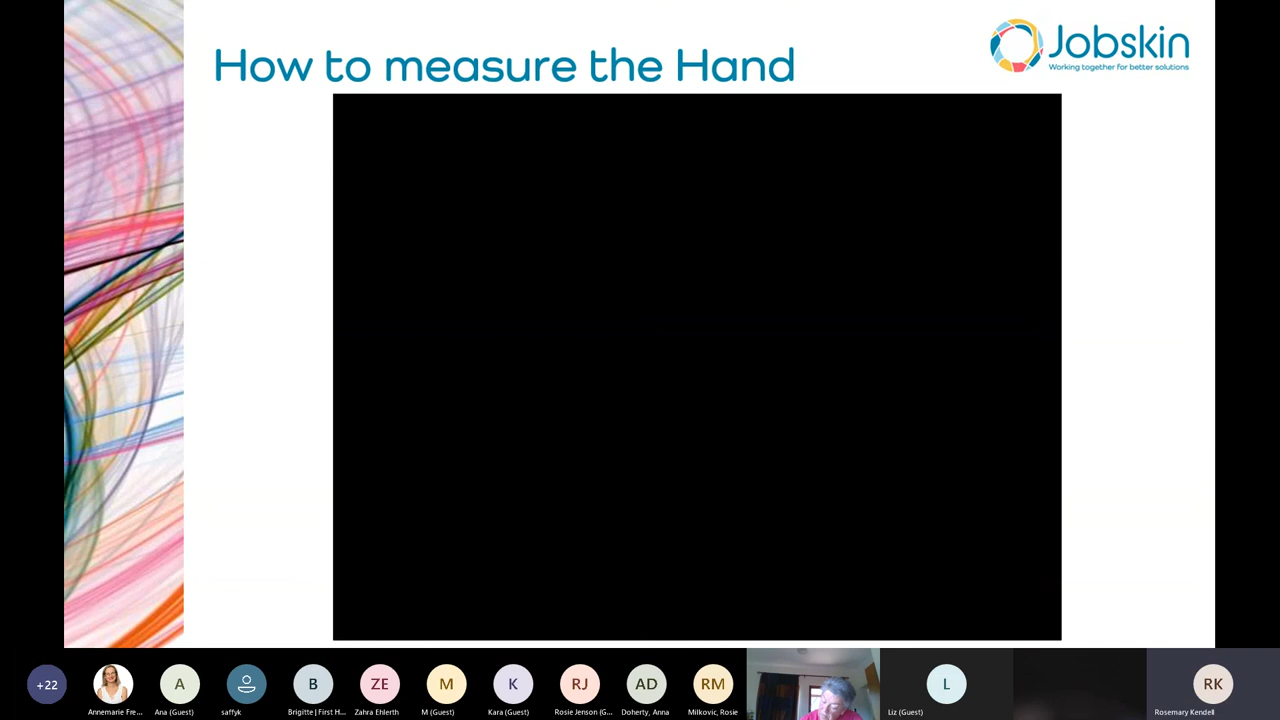 How to measure the Hand
Jobskin
Working together for better solutions
+22
A
B
ZE
M
K
RJ
AD
RM
L
RK
Annemarie Fre...
Ana (Guest)
saffyk
Brigitte | First H...
Zahra Ehlerth
M (Guest)
Kara (Guest)
Rosie Jenson (G...
Doherty, Anna
Milkovic, Rosie
Liz (Guest)
Rosemary Kendell